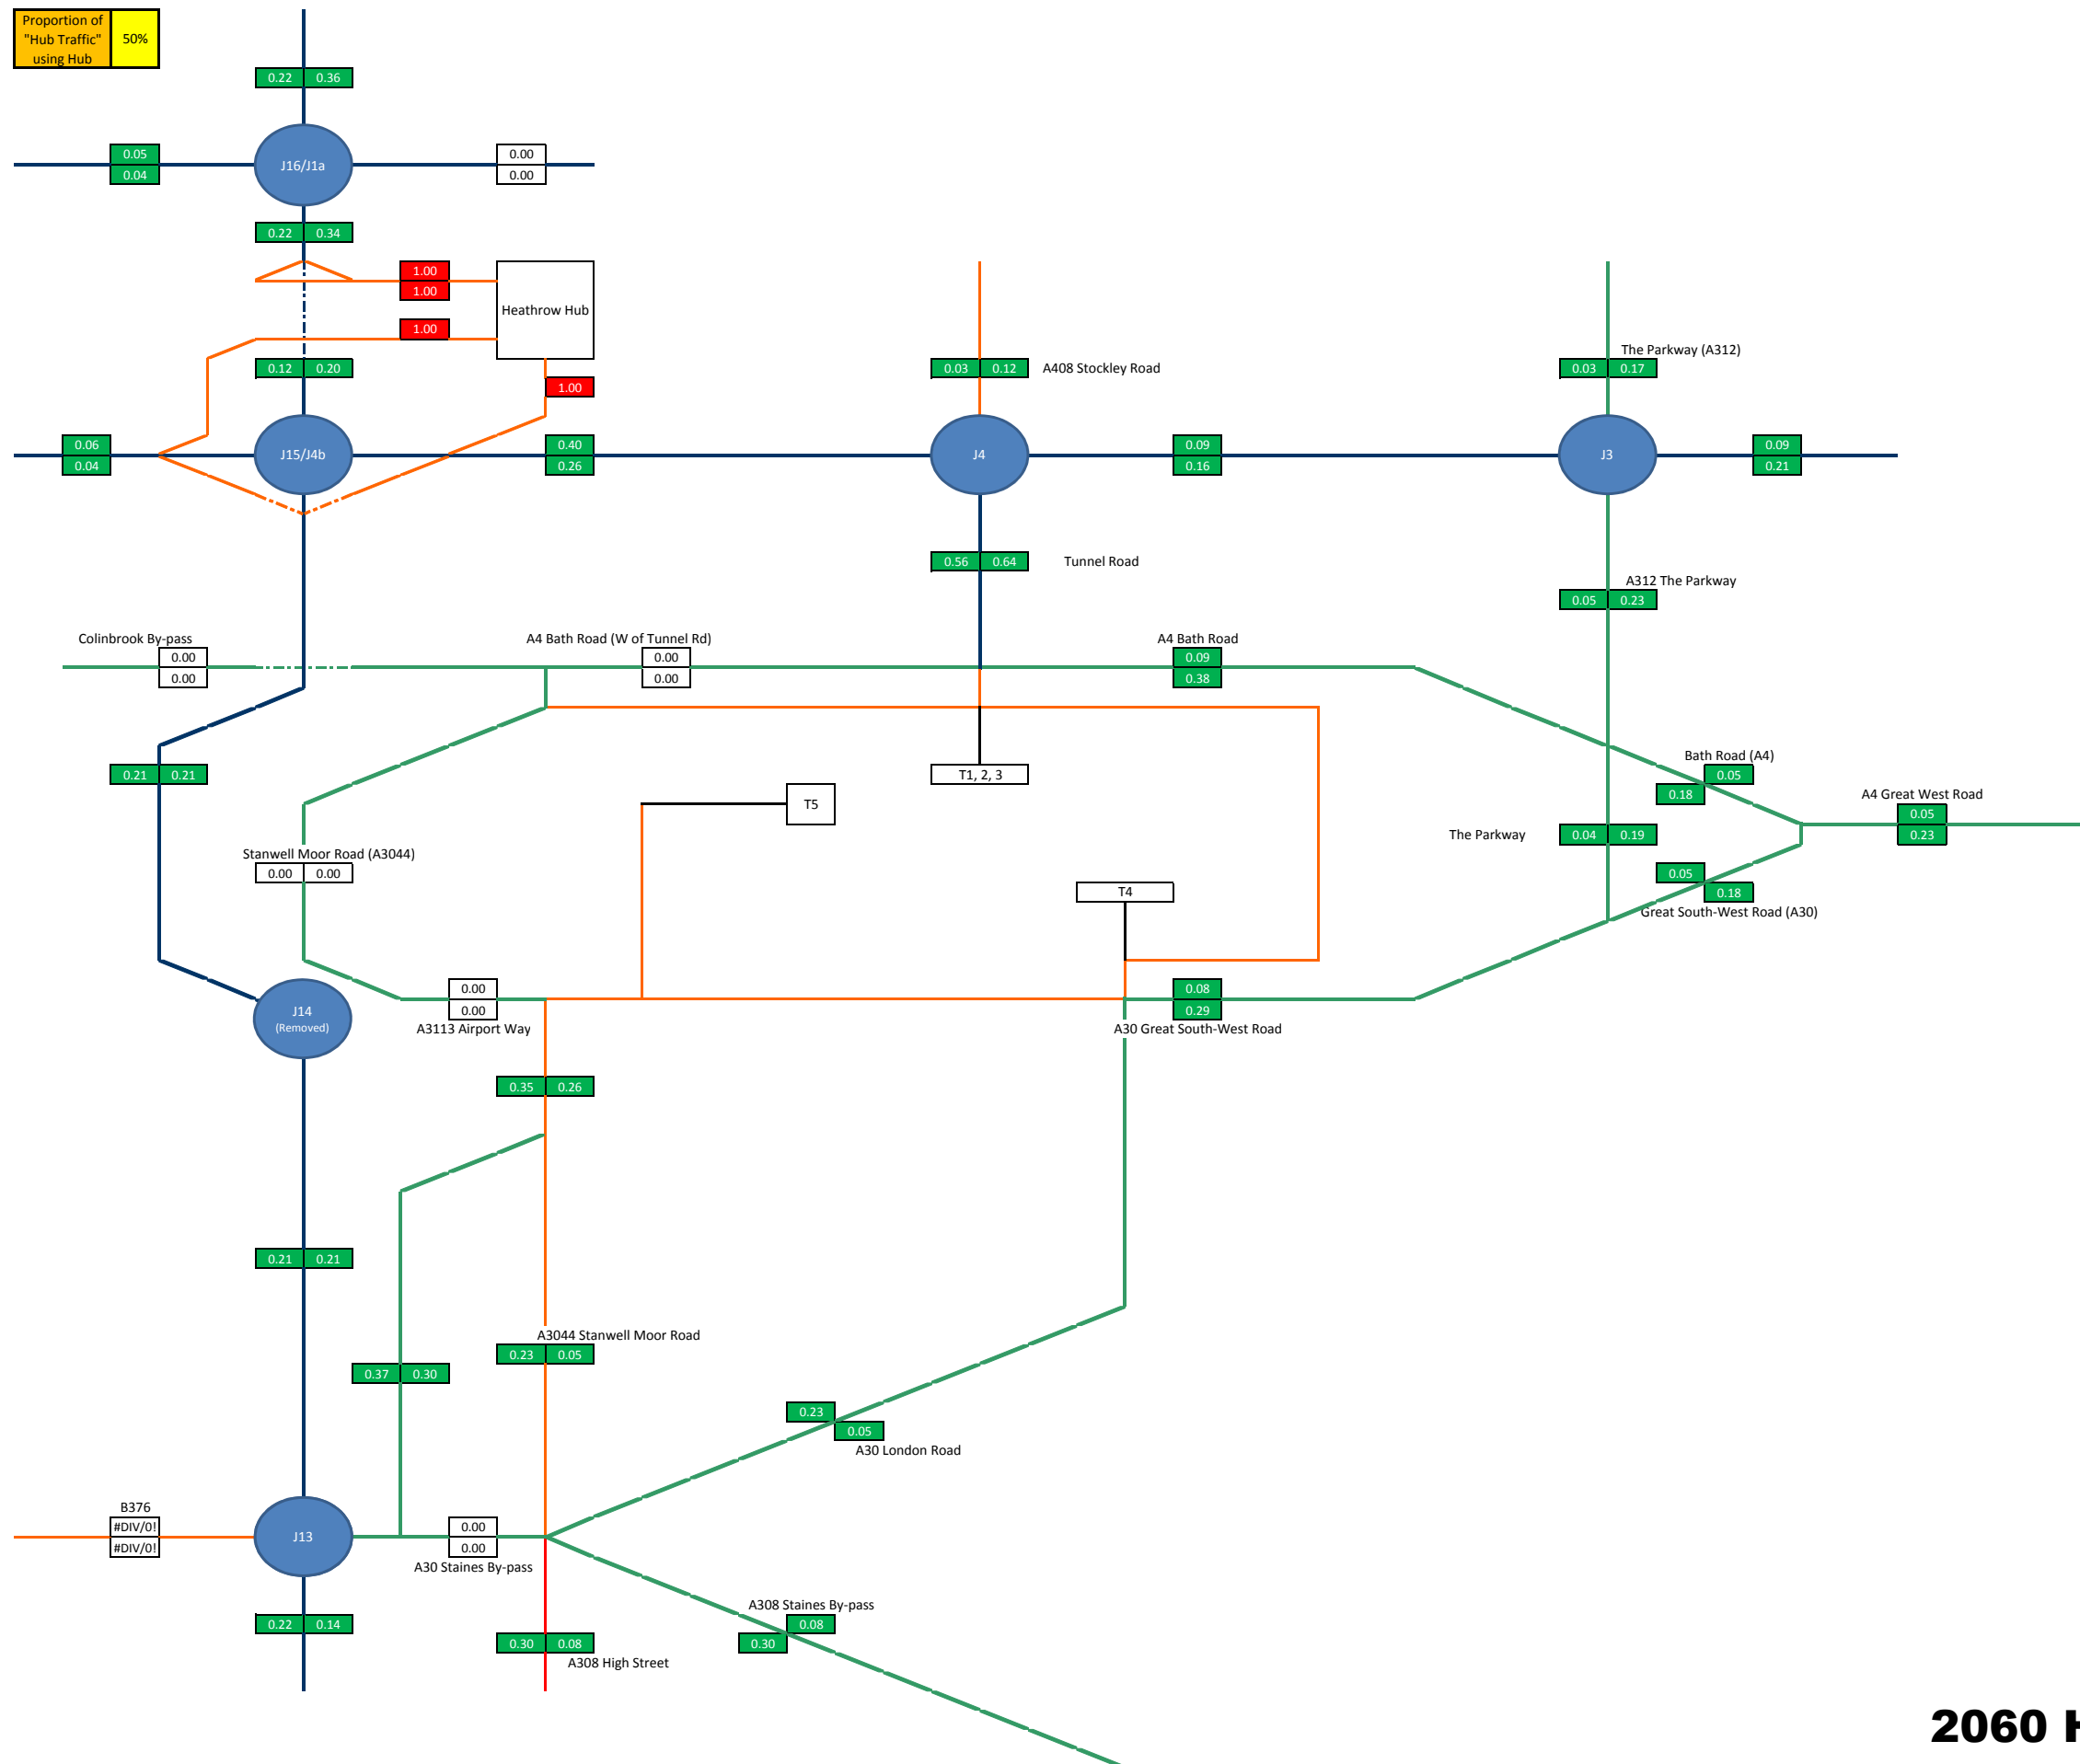 Proportion of
"Hub Traffic"
using Hub
50%
0.22 0.36
0.05
0.04
J16/J1a
0.00
0.00
0.22 0.34
1.00
1.00
Heathrow Hub
1.00
0.12 0.20
1.00
0.03 0.12 A408 Stockley Road
The Parkway (A312)
0.03 0.17
0.06
0.04
J15/J4b
0.40
0.26
J4
0.09
0.16
J3
0.09
0.21
0.56 0.64 Tunnel Road
A312 The Parkway
0.05 0.23
Colinbrook By-pass
0.00
0.00
A4 Bath Road (W of Tunnel Rd)
0.00
0.00
A4 Bath Road
0.09
0.38
0.21 0.21
T1, 2, 3
T5
Bath Road (A4)
0.05
0.18
A4 Great West Road
0.05
0.23
The Parkway
0.04 0.19
Stanwell Moor Road (A3044)
0.00 0.00
T4
0.05
0.18
Great South-West Road (A30)
J14
(Removed)
0.00
0.00
A3113 Airport Way
0.08
0.29
A30 Great South-West Road
0.35 0.26
0.21 0.21
A3044 Stanwell Moor Road
0.23 0.05
0.37 0.30
0.23
0.05
A30 London Road
B376
#DIV/0!
#DIV/0!
J13
0.00
0.00
A30 Staines By-pass
0.22 0.14
A308 Staines By-pass
0.08
0.30
0.30 0.08
A308 High Street
2060 H